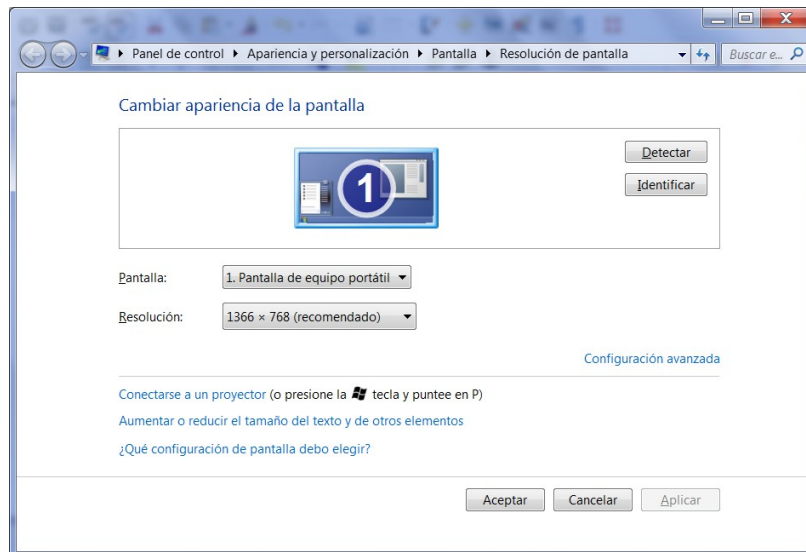 Panel de control Apariencia y personalización Pantalla Resolución de pantalla Buscar e...
Cambiar apariencia de la pantalla
1
Detectar
Identificar
Pantalla: 1. Pantalla de equipo portátil
Resolución: 1366 × 768 (recomendado)
Configuración avanzada
Conectarse a un proyector (o presione la tecla y puntee en P)
Aumentar o reducir el tamaño del texto y de otros elementos
¿Qué configuración de pantalla debo elegir?
Aceptar Cancelar Aplicar